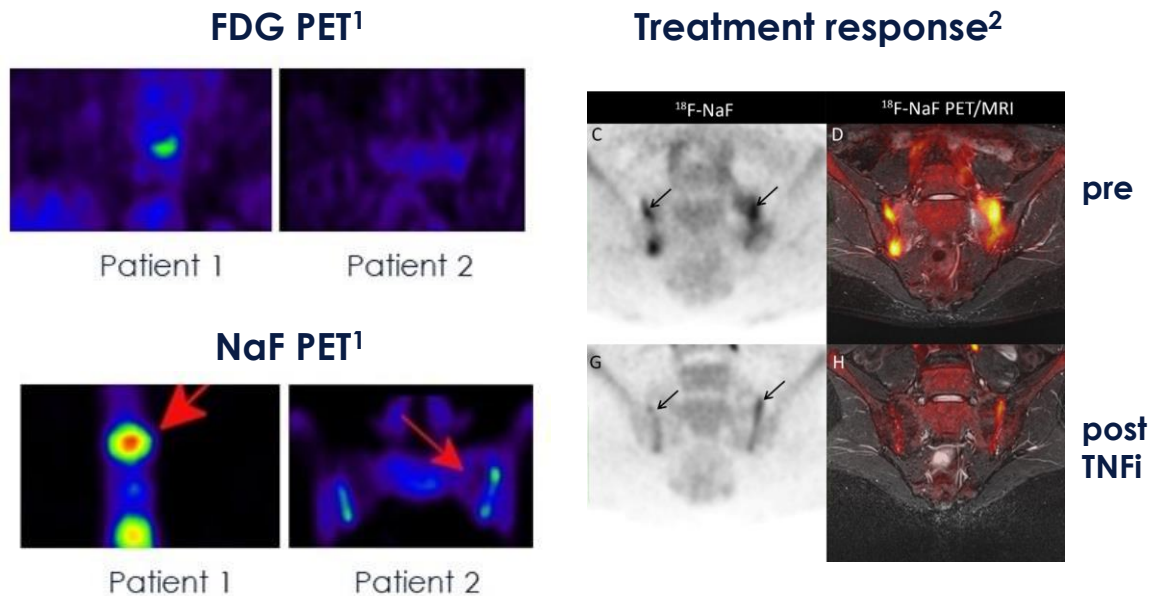 FDG PET¹
Patient 1
Patient 2
NaF PET¹
Patient 1
Patient 2
Treatment response²
¹⁸F-NaF
¹⁸F-NaF PET/MRI
C
D
pre
G
H
post
TNFi